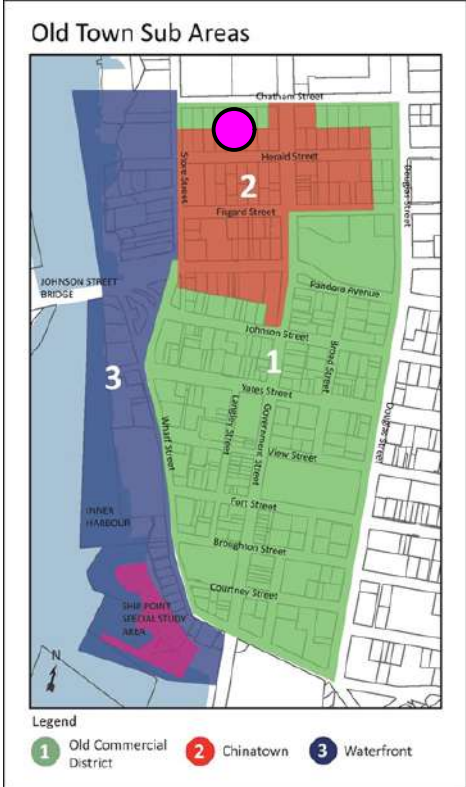 Old Town Sub Areas
Chatham Street
Store Street
Herald Street
2
Fisgard Street
Douglas Street
JOHNSON STREET
BRIDGE
Pandora Avenue
Johnson Street
1
Broad Street
3
Yates Street
Langley Street
Government Street
Douglas Street
Wharf Street
View Street
Fort Street
INNER
HARBOUR
Broughton Street
Courtney Street
SHIP POINT
SPECIAL STUDY
AREA
N
Legend
1 Old Commercial
District
2 Chinatown
3 Waterfront